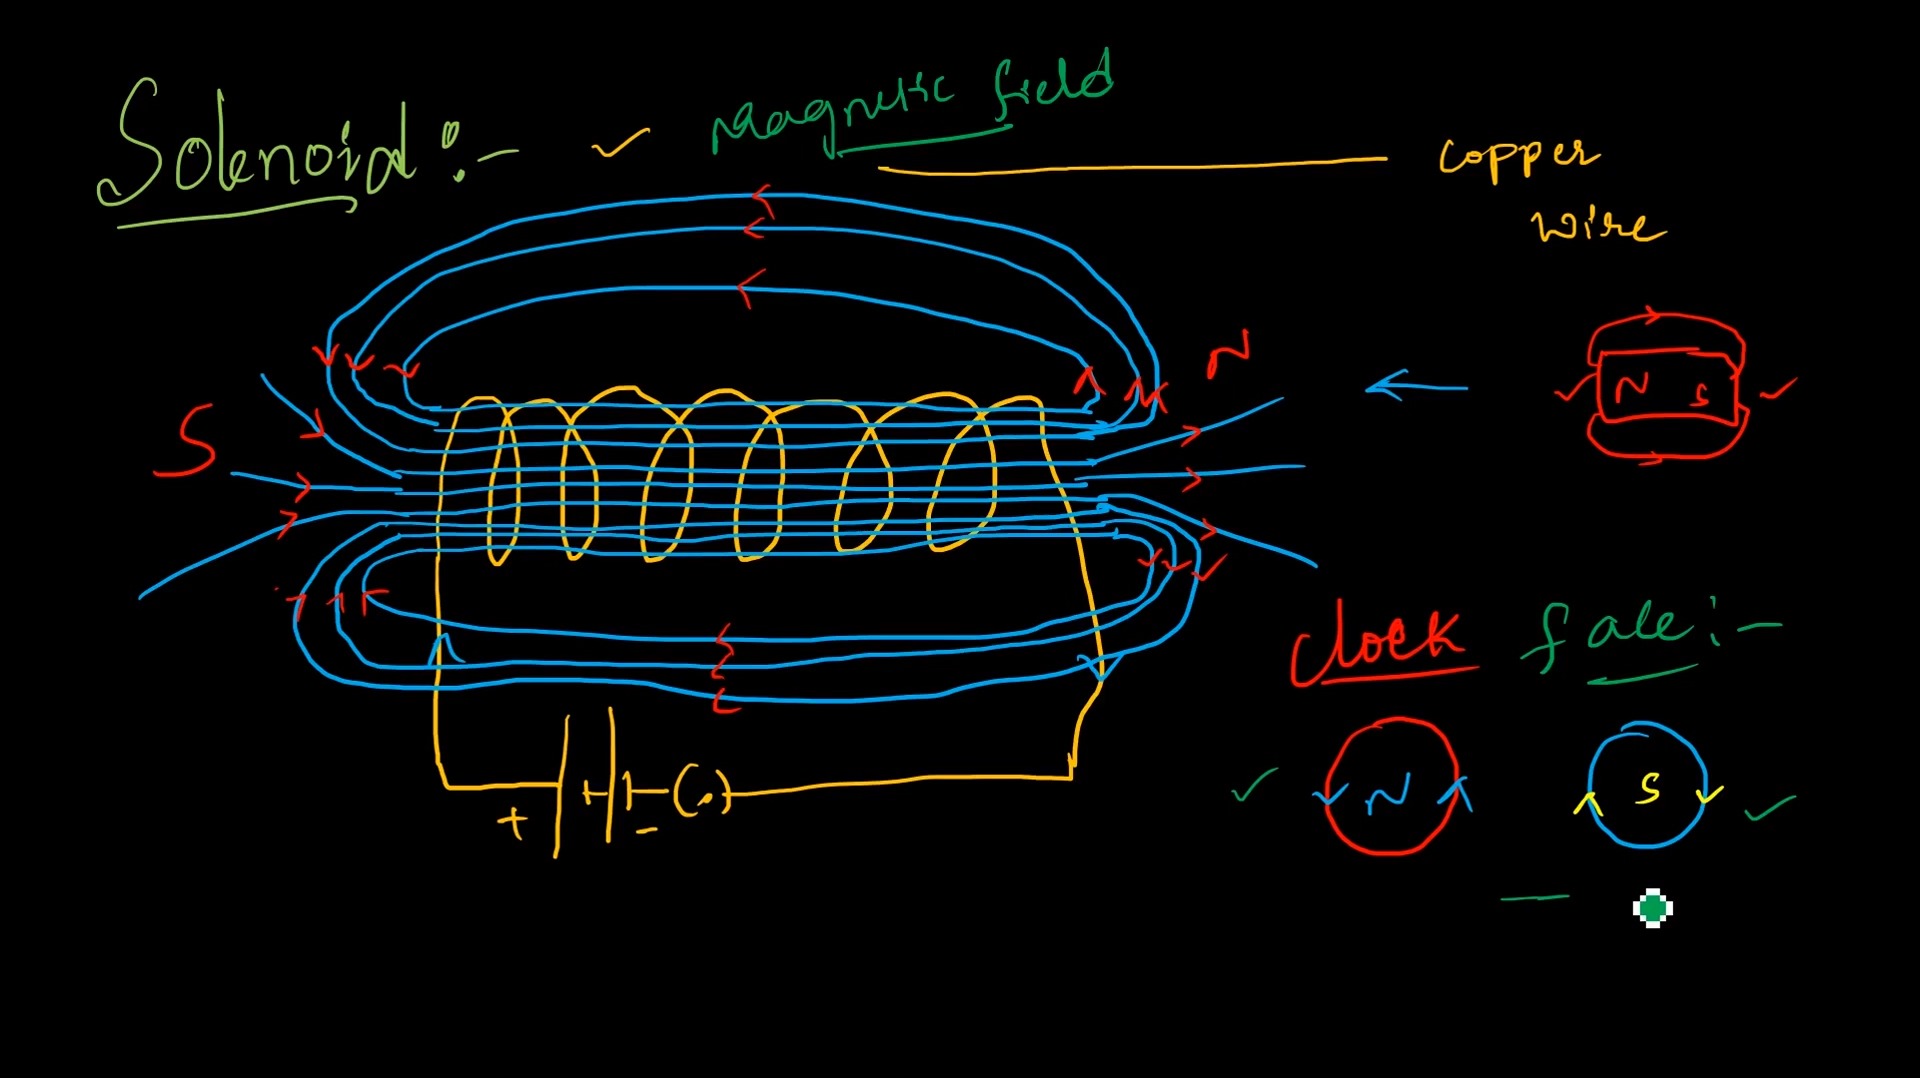 Solenoid :-
Magnetic field
copper
wire
N
S
N S
clock face :-
N
S
+
-
(.)